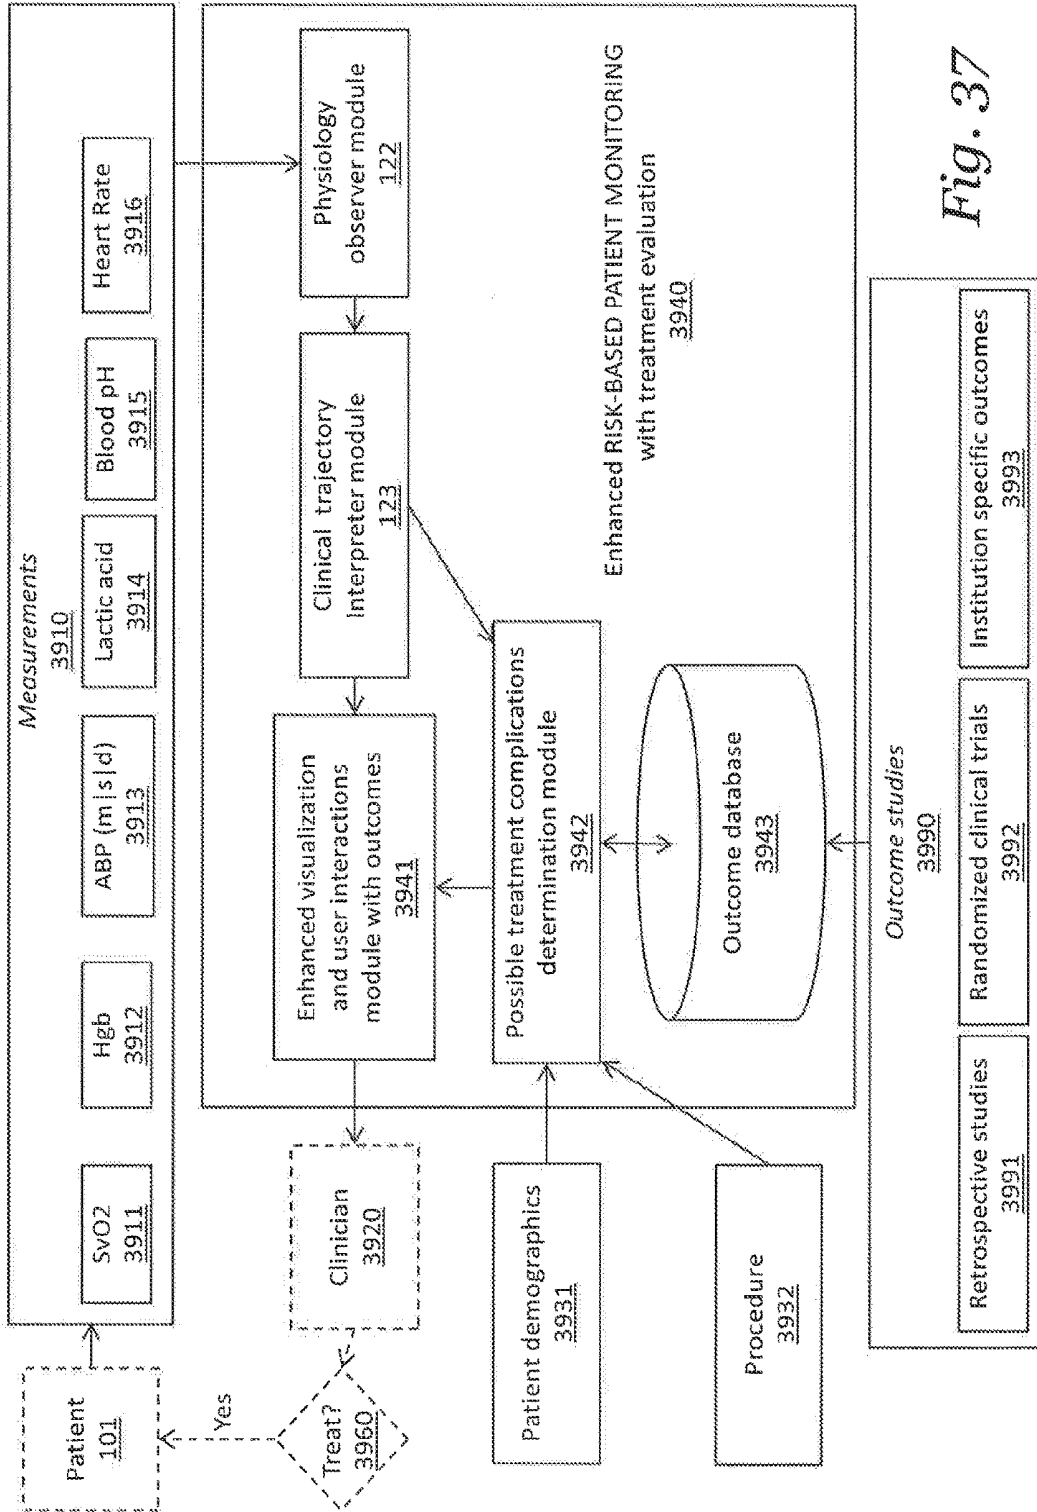 Patient
101
Measurements
3910
SvO2
3911
Hgb
3912
ABP (m|s|d)
3913
Lactic acid
3914
Blood pH
3915
Heart Rate
3916
Yes
Treat?
3960
Clinician
3920
Enhanced visualization
and user interactions
module with outcomes
3941
Clinical trajectory
Interpreter module
123
Physiology
observer module
122
Patient demographics
3931
Procedure
3932
Possible treatment complications
determination module
3942
Outcome database
3943
Enhanced RISK-BASED PATIENT MONITORING
with treatment evaluation
3940
Outcome studies
3990
Retrospective studies
3991
Randomized clinical trials
3992
Institution specific outcomes
3993
Fig. 37